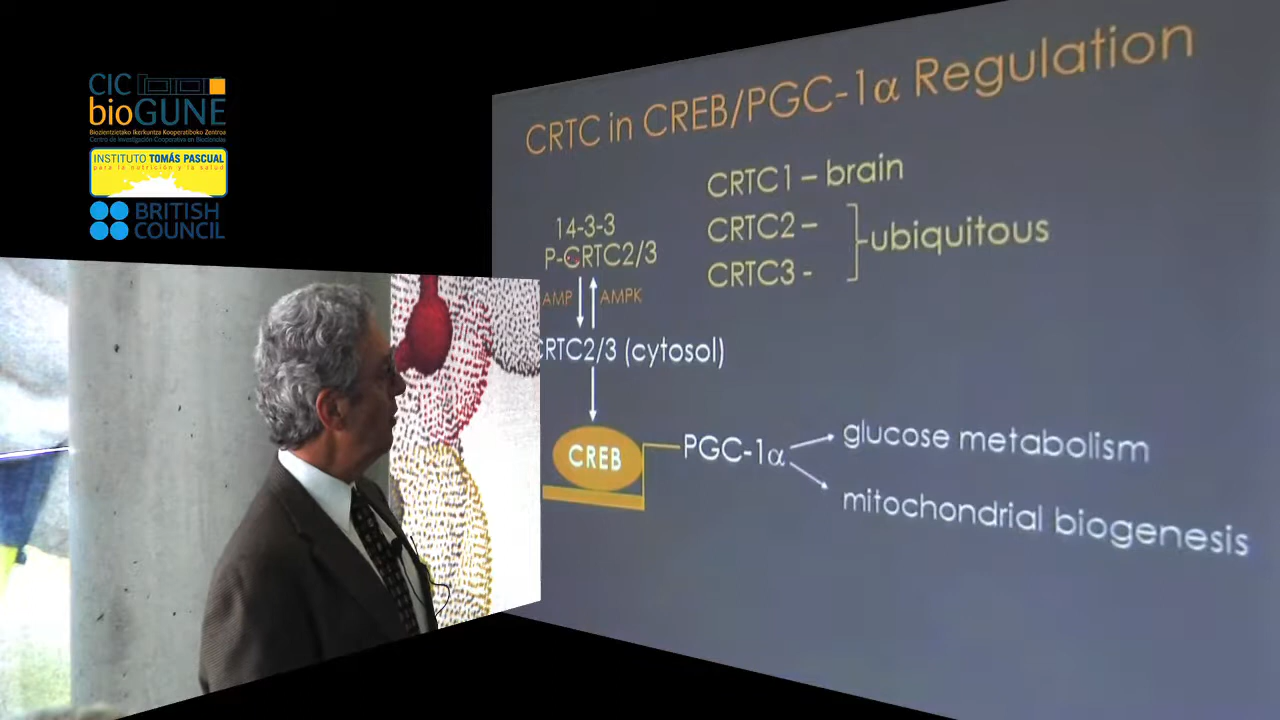 CIC
bioGUNE
Biozientzietako Ikerkuntza Kooperatiboko Zentroa
Centro de Investigación Cooperativa en Biociencias
INSTITUTO TOMÁS PASCUAL
para la nutrición y la salud
BRITISH
COUNCIL
CRTC in CREB/PGC-1α Regulation
CRTC1 – brain
CRTC2 –
CRTC3 -
ubiquitous
14-3-3
P-CRTC2/3
AMP
AMPK
CRTC2/3 (cytosol)
CREB
PGC-1α
glucose metabolism
mitochondrial biogenesis